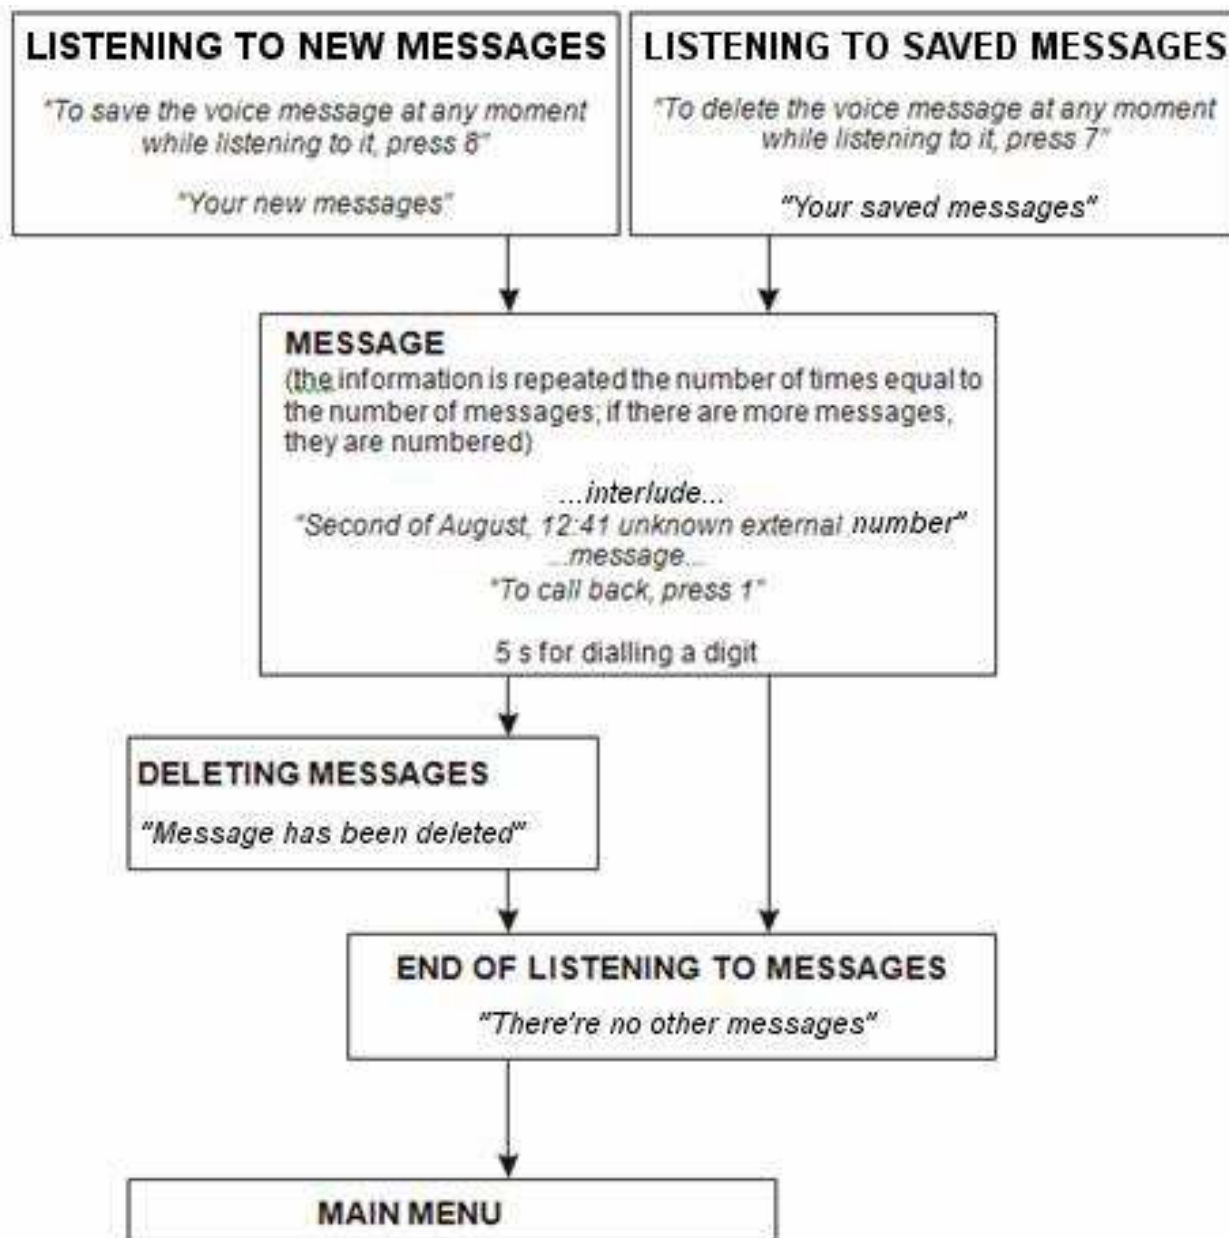 LISTENING TO NEW MESSAGES
"To save the voice message at any moment
while listening to it, press 8"
"Your new messages"
LISTENING TO SAVED MESSAGES
"To delete the voice message at any moment
while listening to it, press 7"
"Your saved messages"
MESSAGE
(the information is repeated the number of times equal to
the number of messages; if there are more messages,
they are numbered)
...interlude...
"Second of August, 12:41 unknown external number"
...message...
"To call back, press 1"
5 s for dialling a digit
DELETING MESSAGES
"Message has been deleted"
END OF LISTENING TO MESSAGES
"There're no other messages"
MAIN MENU